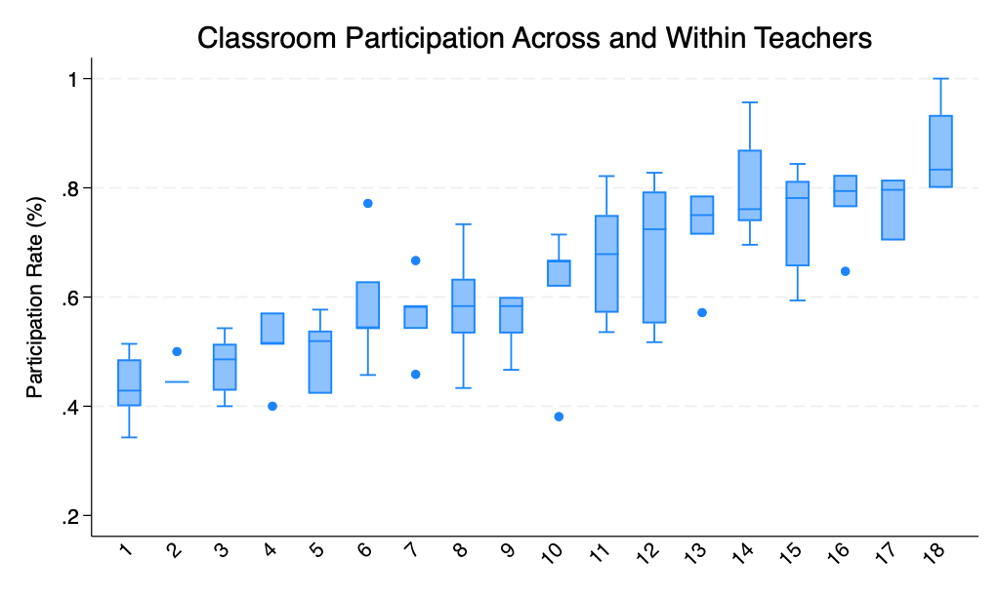 Classroom Participation Across and Within Teachers
Participation Rate (%)
1
.8
.6
.4
.2
1 2 3 4 5 6 7 8 9 10 11 12 13 14 15 16 17 18